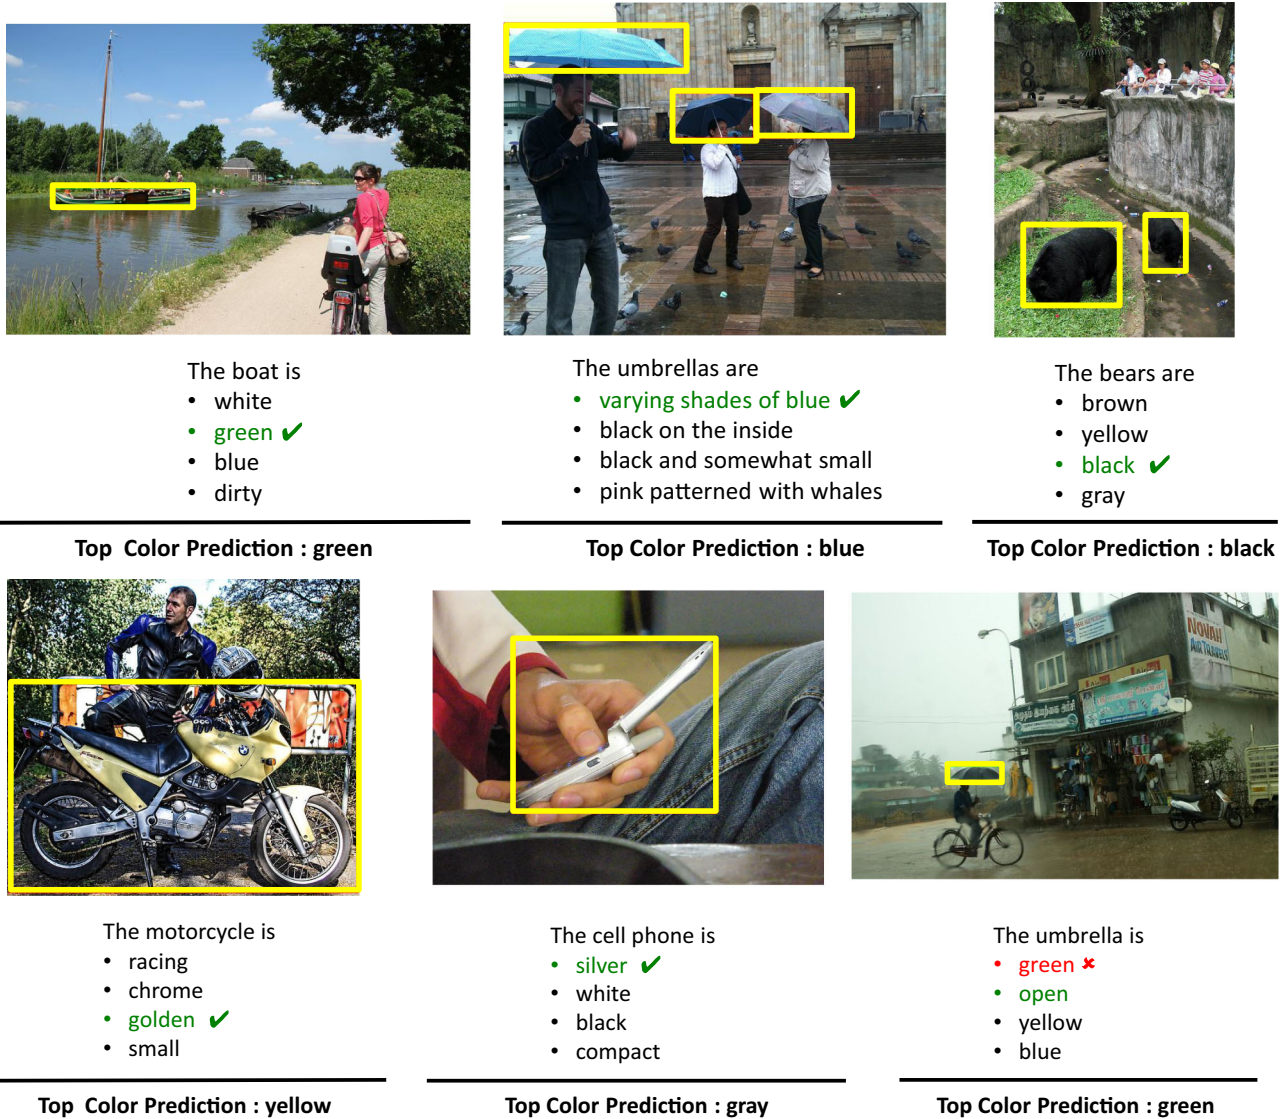 The boat is
• white
• green ✔
• blue
• dirty
Top Color Prediction : green
The umbrellas are
• varying shades of blue ✔
• black on the inside
• black and somewhat small
• pink patterned with whales
Top Color Prediction : blue
The bears are
• brown
• yellow
• black ✔
• gray
Top Color Prediction : black
The motorcycle is
• racing
• chrome
• golden ✔
• small
Top Color Prediction : yellow
The cell phone is
• silver ✔
• white
• black
• compact
Top Color Prediction : gray
NOVAH
AIR TRAVELS
The umbrella is
• green ✖
• open
• yellow
• blue
Top Color Prediction : green